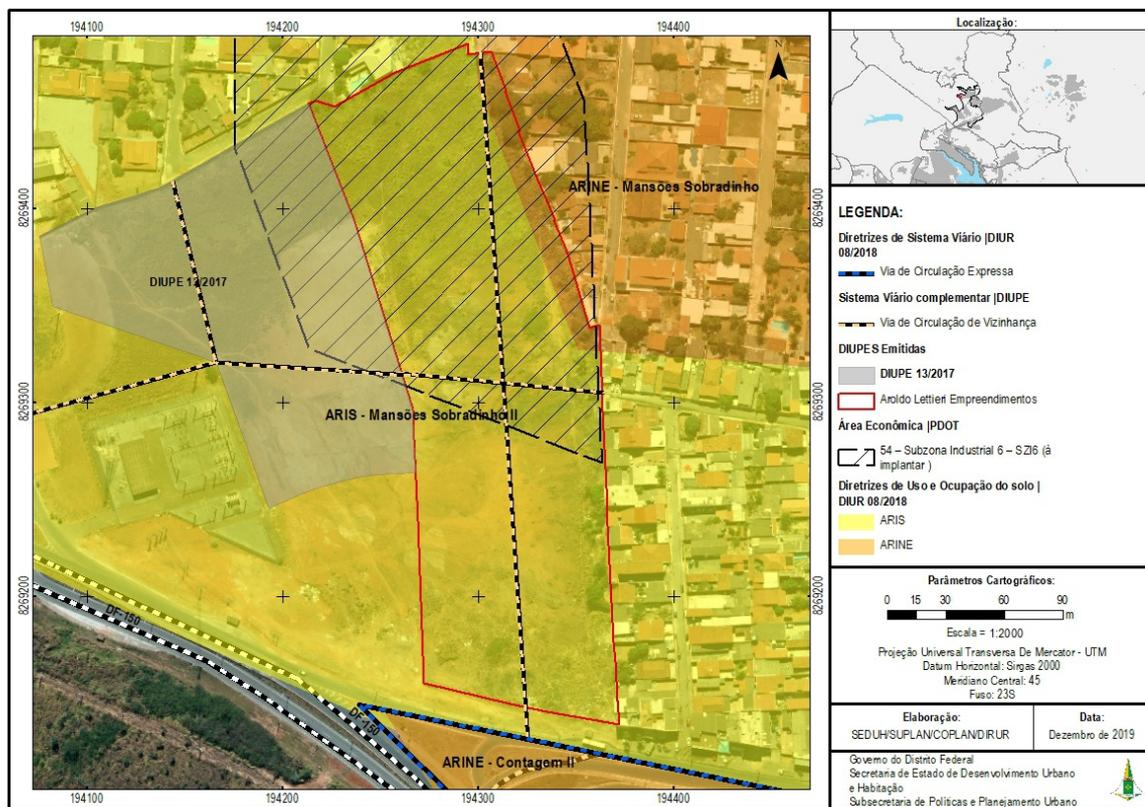 194100
194200
194300
194400
8269400
8269300
8269200
N
ARINE - Mansões Sobradinho
DIUPE 13/2017
ARIS - Mansões Sobradinho II
DF-150
DF-150
ARINE - Contagem II
194100
194200
194300
194400
8269400
8269300
8269200
Localização:
LEGENDA:
Diretrizes de Sistema Viário |DIUR
08/2018
Via de Circulação Expressa
Sistema Viário complementar |DIUPE
Via de Circulação de Vizinhança
DIUPES Emitidas
DIUPE 13/2017
Aroldo Lettieri Empreendimentos
Área Econômica |PDOT
54 – Subzona Industrial 6 – SZI6 (à
implantar )
Diretrizes de Uso e Ocupação do solo |
DIUR 08/2018
ARIS
ARINE
Parâmetros Cartográficos:
0 15 30 60 90
m
Escala = 1:2000
Projeção Universal Transversa De Mercator - UTM
Datum Horizontal: Sirgas 2000
Meridiano Central: 45
Fuso: 23S
Elaboração:
SEDUH/SUPLAN/COPLAN/DIRUR
Data:
Dezembro de 2019
Governo do Distrito Federal
Secretaria de Estado de Desenvolvimento Urbano
e Habitação
Subsecretaria de Políticas e Planejamento Urbano